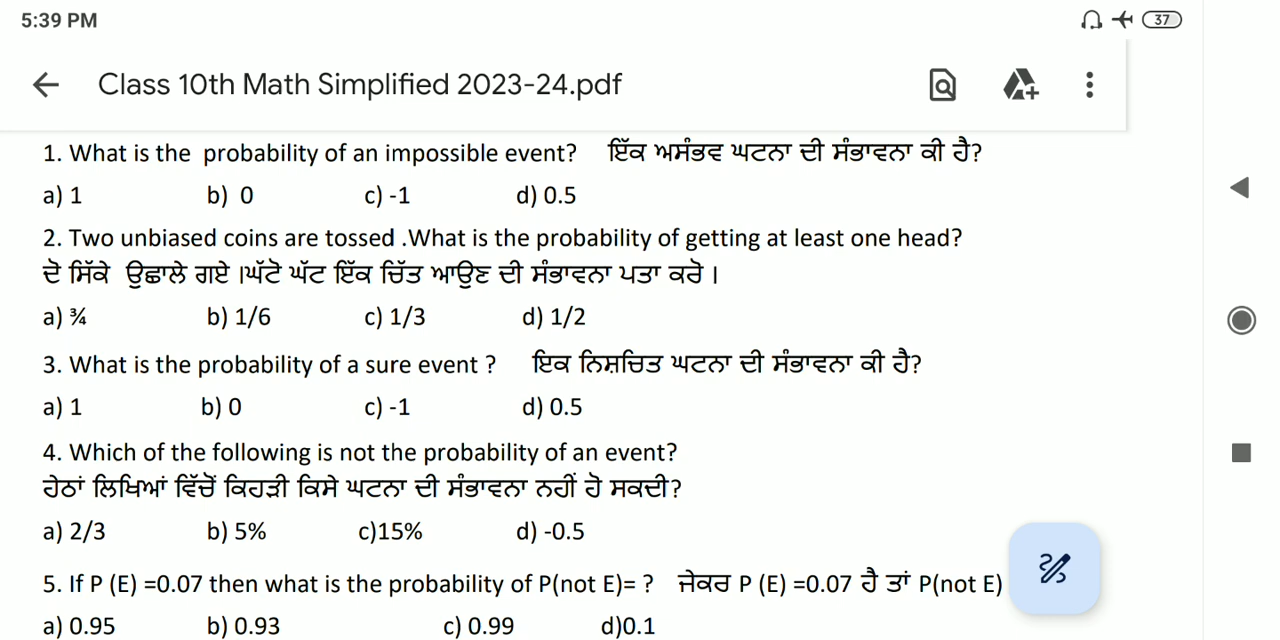 5:39 PM
37
Class 10th Math Simplified 2023-24.pdf
1. What is the probability of an impossible event? ਇੱਕ ਅਸੰਭਵ ਘਟਨਾ ਦੀ ਸੰਭਾਵਨਾ ਕੀ ਹੈ?
a) 1 b) 0 c) -1 d) 0.5
2. Two unbiased coins are tossed .What is the probability of getting at least one head?
ਦੋ ਸਿੱਕੇ ਉਛਾਲੇ ਗਏ ।ਘੱਟੋ ਘੱਟ ਇੱਕ ਚਿੱਤ ਆਉਣ ਦੀ ਸੰਭਾਵਨਾ ਪਤਾ ਕਰੋ ।
a) ¾ b) 1/6 c) 1/3 d) 1/2
3. What is the probability of a sure event ? ਇਕ ਨਿਸ਼ਚਿਤ ਘਟਨਾ ਦੀ ਸੰਭਾਵਨਾ ਕੀ ਹੈ?
a) 1 b) 0 c) -1 d) 0.5
4. Which of the following is not the probability of an event?
ਹੇਠਾਂ ਲਿਖਿਆਂ ਵਿੱਚੋਂ ਕਿਹੜੀ ਕਿਸੇ ਘਟਨਾ ਦੀ ਸੰਭਾਵਨਾ ਨਹੀਂ ਹੋ ਸਕਦੀ?
a) 2/3 b) 5% c)15% d) -0.5
5. If P (E) =0.07 then what is the probability of P(not E)= ? ਜੇਕਰ P (E) =0.07 ਹੈ ਤਾਂ P(not E)
a) 0.95 b) 0.93 c) 0.99 d)0.1